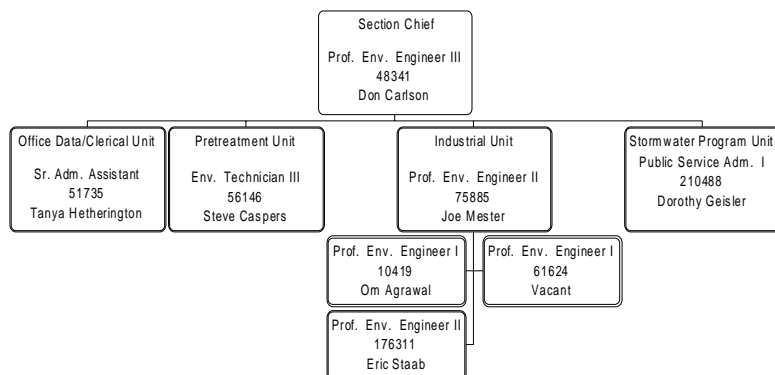 Section Chief
Prof. Env. Engineer III
48341
Don Carlson
Office Data/Clerical Unit
Sr. Adm. Assistant
51735
Tanya Hetherington
Pretreatment Unit
Env. Technician III
56146
Steve Caspers
Industrial Unit
Prof. Env. Engineer II
75885
Joe Mester
Stormwater Program Unit
Public Service Adm. I
210488
Dorothy Geisler
Prof. Env. Engineer I
10419
Om Agrawal
Prof. Env. Engineer I
61624
Vacant
Prof. Env. Engineer II
176311
Eric Staab